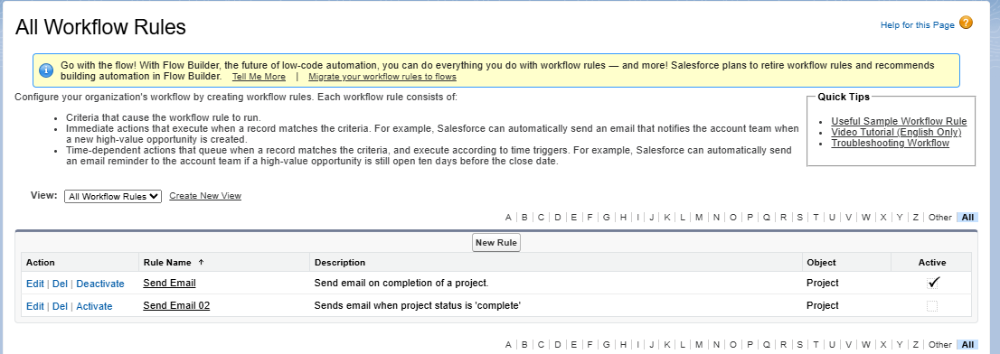 All Workflow Rules
Help for this Page ?
Go with the flow! With Flow Builder, the future of low-code automation, you can do everything you do with workflow rules — and more! Salesforce plans to retire workflow rules and recommends
building automation in Flow Builder. Tell Me More | Migrate your workflow rules to flows
Configure your organization's workflow by creating workflow rules. Each workflow rule consists of:
• Criteria that cause the workflow rule to run.
• Immediate actions that execute when a record matches the criteria. For example, Salesforce can automatically send an email that notifies the account team when
a new high-value opportunity is created.
• Time-dependent actions that queue when a record matches the criteria, and execute according to time triggers. For example, Salesforce can automatically send
an email reminder to the account team if a high-value opportunity is still open ten days before the close date.
Quick Tips
• Useful Sample Workflow Rule
• Video Tutorial (English Only)
• Troubleshooting Workflow
View: All Workflow Rules Create New View
A | B | C | D | E | F | G | H | I | J | K | L | M | N | O | P | Q | R | S | T | U | V | W | X | Y | Z | Other All
New Rule
Action Rule Name ↑ Description Object Active
Edit | Del | Deactivate Send Email Send email on completion of a project. Project ✓
Edit | Del | Activate Send Email 02 Sends email when project status is 'complete' Project
A | B | C | D | E | F | G | H | I | J | K | L | M | N | O | P | Q | R | S | T | U | V | W | X | Y | Z | Other All